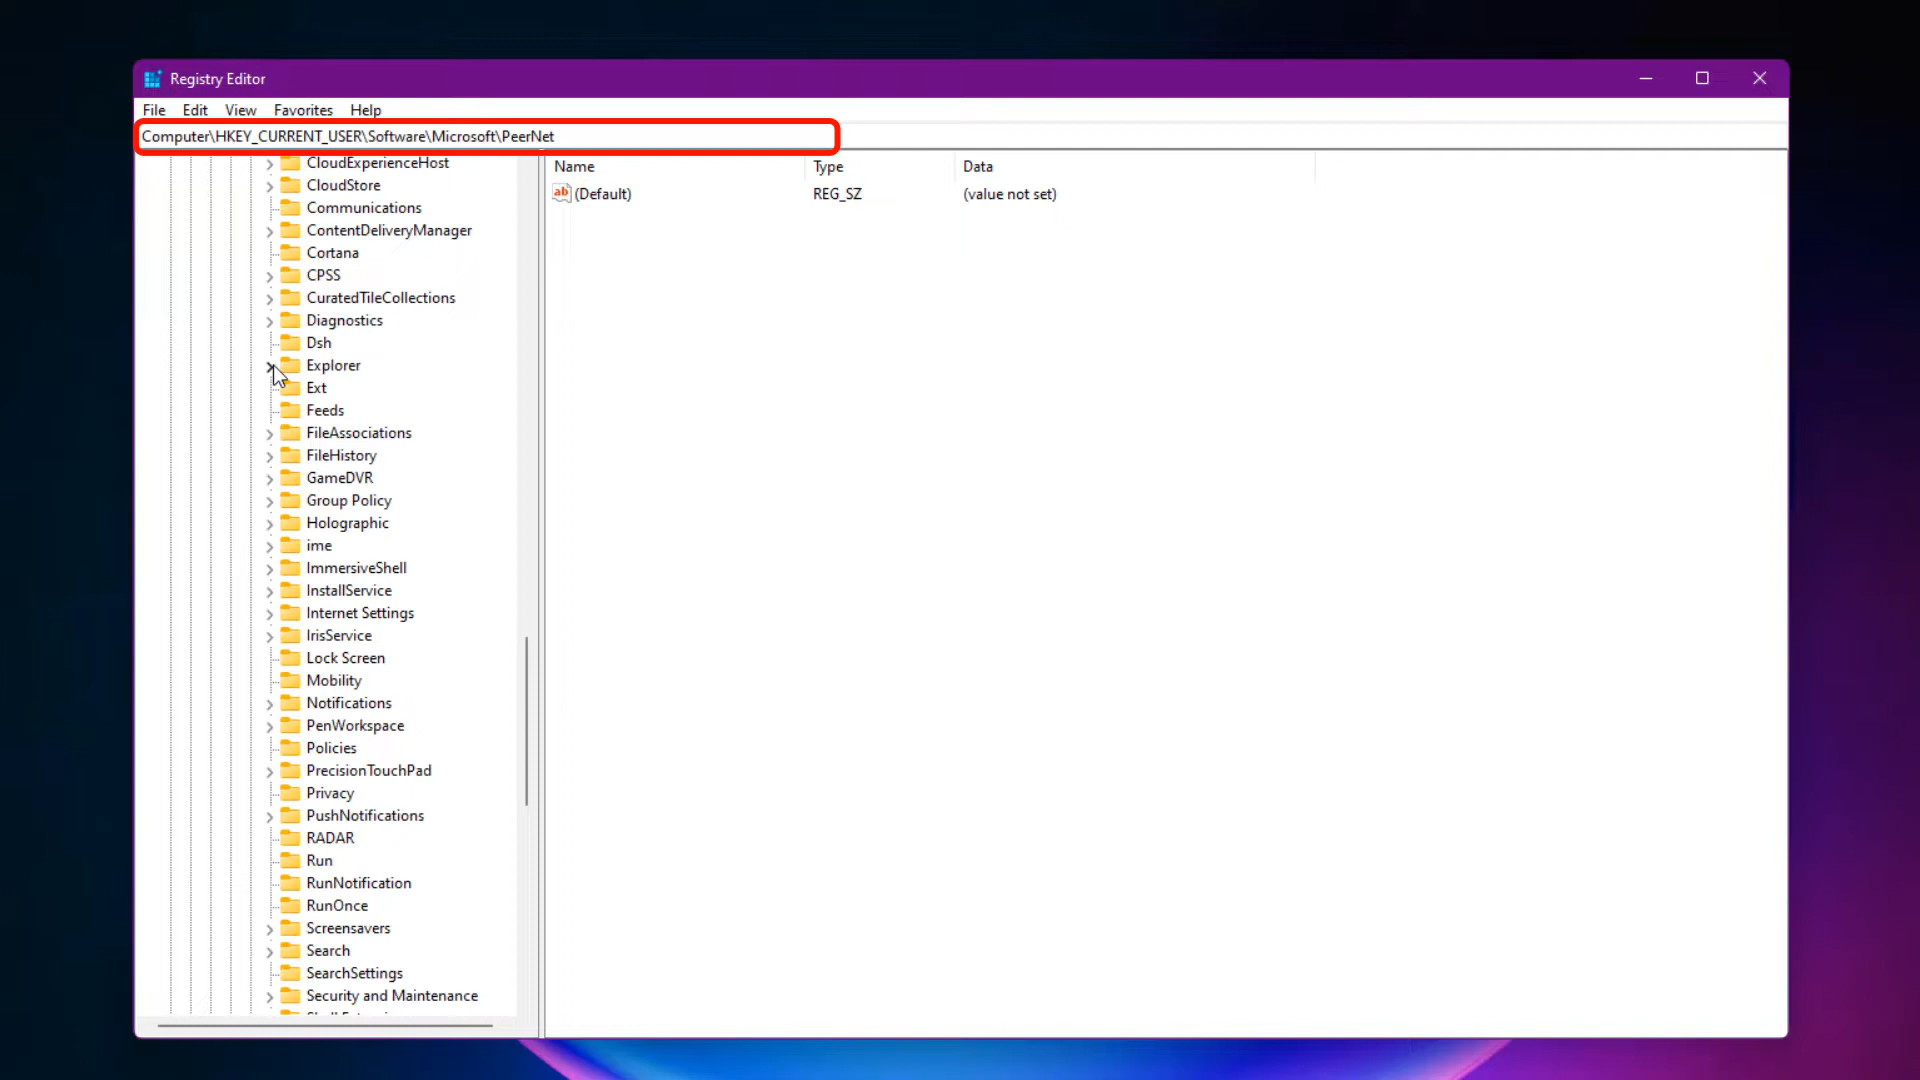 Registry Editor
File Edit View Favorites Help
Computer\HKEY_CURRENT_USER\Software\Microsoft\PeerNet
CloudExperienceHost
CloudStore
Communications
ContentDeliveryManager
Cortana
CPSS
CuratedTileCollections
Diagnostics
Dsh
Explorer
Ext
Feeds
FileAssociations
FileHistory
GameDVR
Group Policy
Holographic
ime
ImmersiveShell
InstallService
Internet Settings
IrisService
Lock Screen
Mobility
Notifications
PenWorkspace
Policies
PrecisionTouchPad
Privacy
PushNotifications
RADAR
Run
RunNotification
RunOnce
Screensavers
Search
SearchSettings
Security and Maintenance
Name Type Data
ab (Default) REG_SZ (value not set)